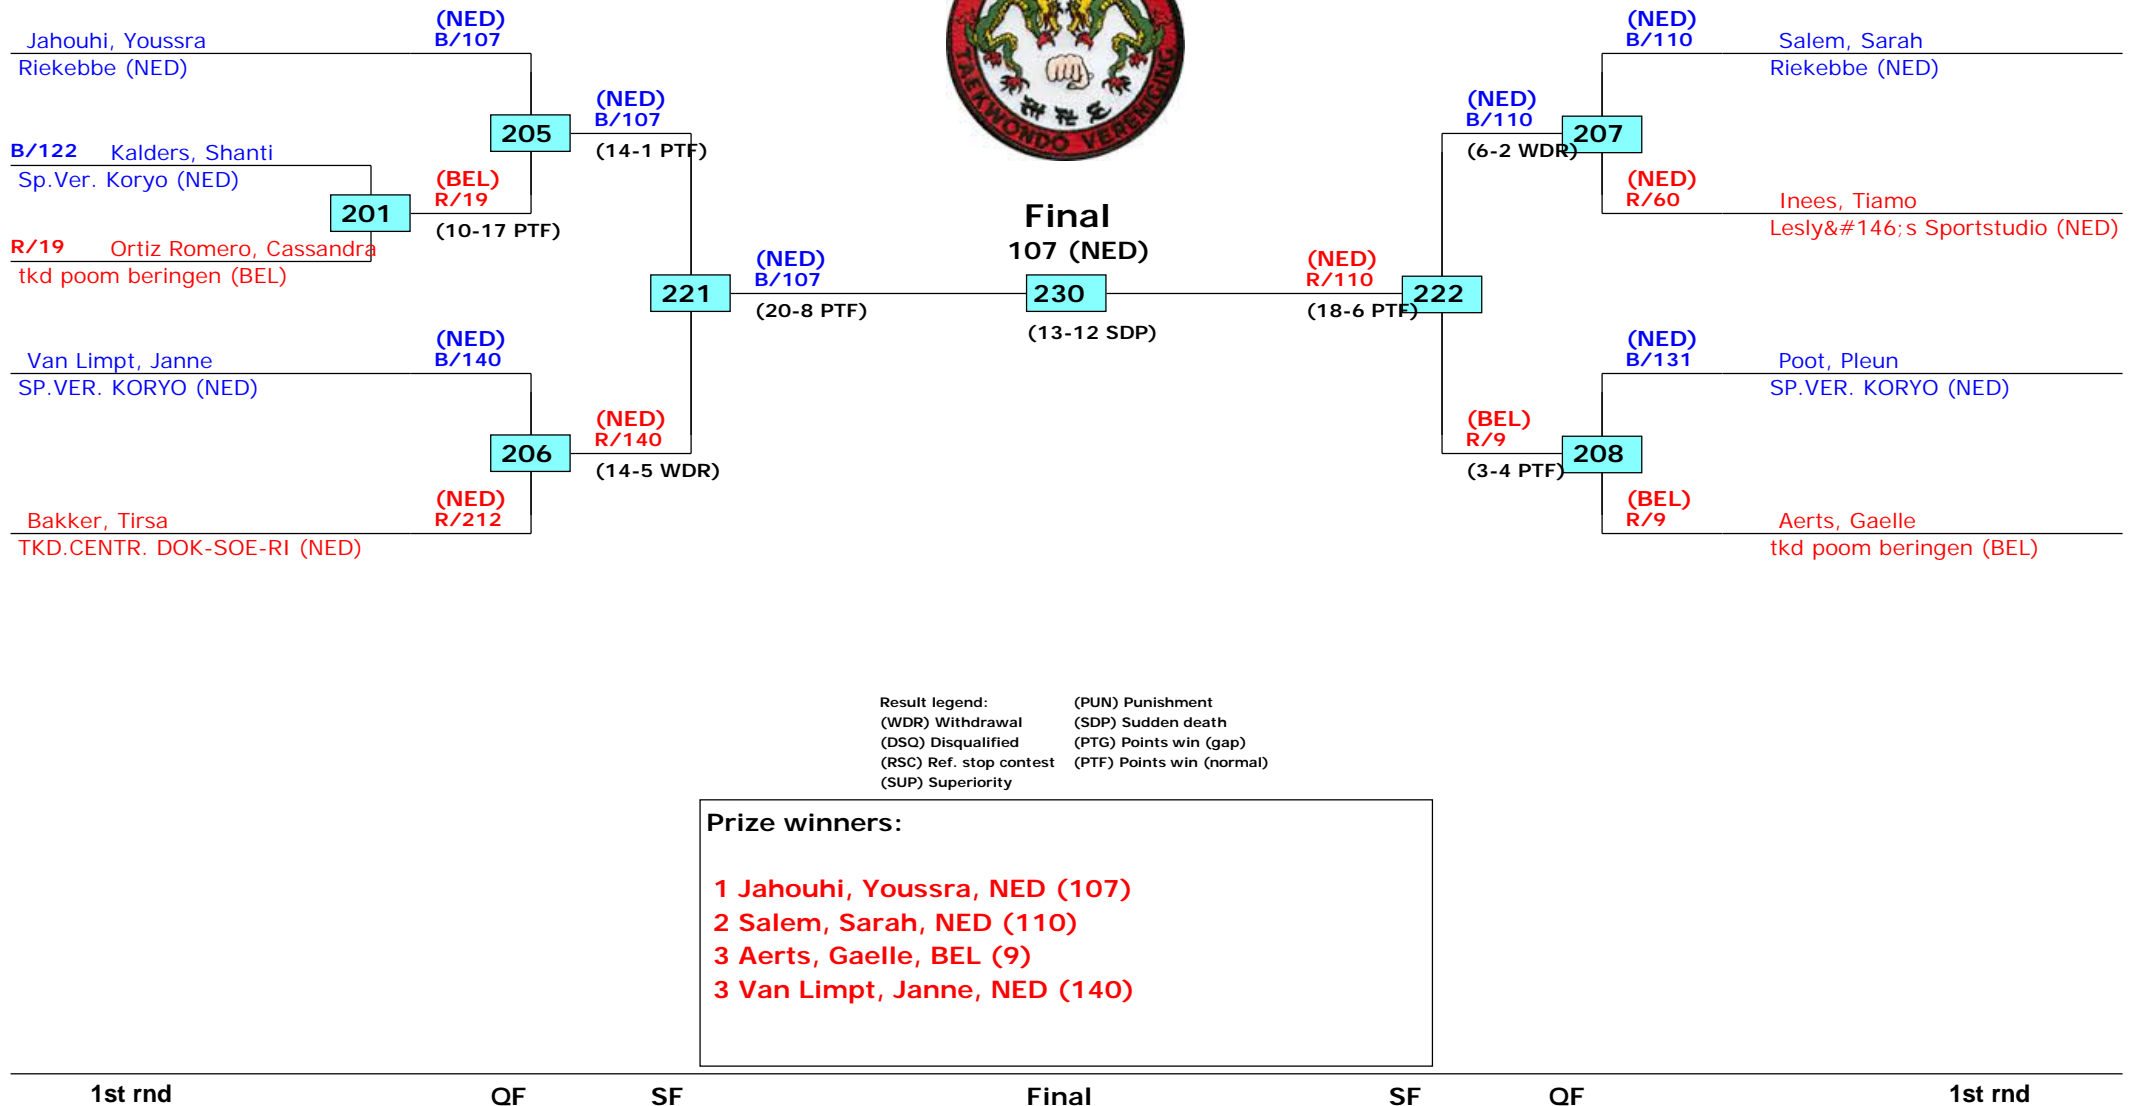 (NED)
B/107
Jahouhi, Youssra
Riekebbe (NED)
(NED)
B/107
205
(14-1 PTF)
B/122 Kalders, Shanti
Sp.Ver. Koryo (NED)
(BEL)
R/19
201
(10-17 PTF)
R/19 Ortiz Romero, Cassandra
tkd poom beringen (BEL)
(NED)
B/107
221
(20-8 PTF)
(NED)
B/140
Van Limpt, Janne
SP.VER. KORYO (NED)
(NED)
R/140
206
(14-5 WDR)
(NED)
R/212
Bakker, Tirsa
TKD.CENTR. DOK-SOE-RI (NED)
TAEKWONDO VERENIGING
Final
107 (NED)
230
(13-12 SDP)
(NED)
B/110
Salem, Sarah
Riekebbe (NED)
(NED)
B/110
207
(6-2 WDR)
(NED)
R/60
Inees, Tiamo
Lesly&#146;s Sportstudio (NED)
(NED)
R/110
222
(18-6 PTF)
(NED)
B/131
Poot, Pleun
SP.VER. KORYO (NED)
(BEL)
R/9
208
(3-4 PTF)
(BEL)
R/9
Aerts, Gaelle
tkd poom beringen (BEL)
Result legend: (PUN) Punishment
(WDR) Withdrawal (SDP) Sudden death
(DSQ) Disqualified (PTG) Points win (gap)
(RSC) Ref. stop contest (PTF) Points win (normal)
(SUP) Superiority
Prize winners:
1 Jahouhi, Youssra, NED (107)
2 Salem, Sarah, NED (110)
3 Aerts, Gaelle, BEL (9)
3 Van Limpt, Janne, NED (140)
1st rnd QF SF Final SF QF 1st rnd